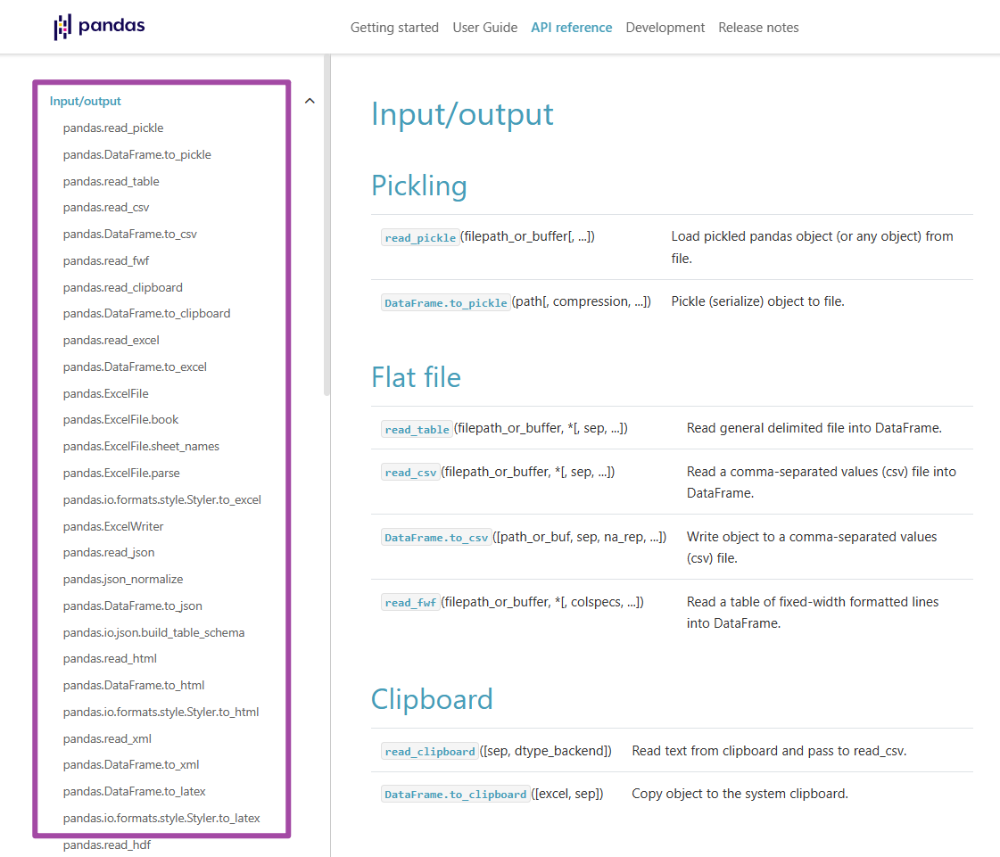 pandas
Getting started User Guide API reference Development Release notes
Input/output
pandas.read_pickle
pandas.DataFrame.to_pickle
pandas.read_table
pandas.read_csv
pandas.DataFrame.to_csv
pandas.read_fwf
pandas.read_clipboard
pandas.DataFrame.to_clipboard
pandas.read_excel
pandas.DataFrame.to_excel
pandas.ExcelFile
pandas.ExcelFile.book
pandas.ExcelFile.sheet_names
pandas.ExcelFile.parse
pandas.io.formats.style.Styler.to_excel
pandas.ExcelWriter
pandas.read_json
pandas.json_normalize
pandas.DataFrame.to_json
pandas.io.json.build_table_schema
pandas.read_html
pandas.DataFrame.to_html
pandas.io.formats.style.Styler.to_html
pandas.read_xml
pandas.DataFrame.to_xml
pandas.DataFrame.to_latex
pandas.io.formats.style.Styler.to_latex
pandas.read_hdf
Input/output
Pickling
read_pickle(filepath_or_buffer[, ...]) Load pickled pandas object (or any object) from
file.
DataFrame.to_pickle(path[, compression, ...]) Pickle (serialize) object to file.
Flat file
read_table(filepath_or_buffer, *[, sep, ...]) Read general delimited file into DataFrame.
read_csv(filepath_or_buffer, *[, sep, ...]) Read a comma-separated values (csv) file into
DataFrame.
DataFrame.to_csv([path_or_buf, sep, na_rep, ...]) Write object to a comma-separated values
(csv) file.
read_fwf(filepath_or_buffer, *[, colspecs, ...]) Read a table of fixed-width formatted lines
into DataFrame.
Clipboard
read_clipboard([sep, dtype_backend]) Read text from clipboard and pass to read_csv.
DataFrame.to_clipboard([excel, sep]) Copy object to the system clipboard.